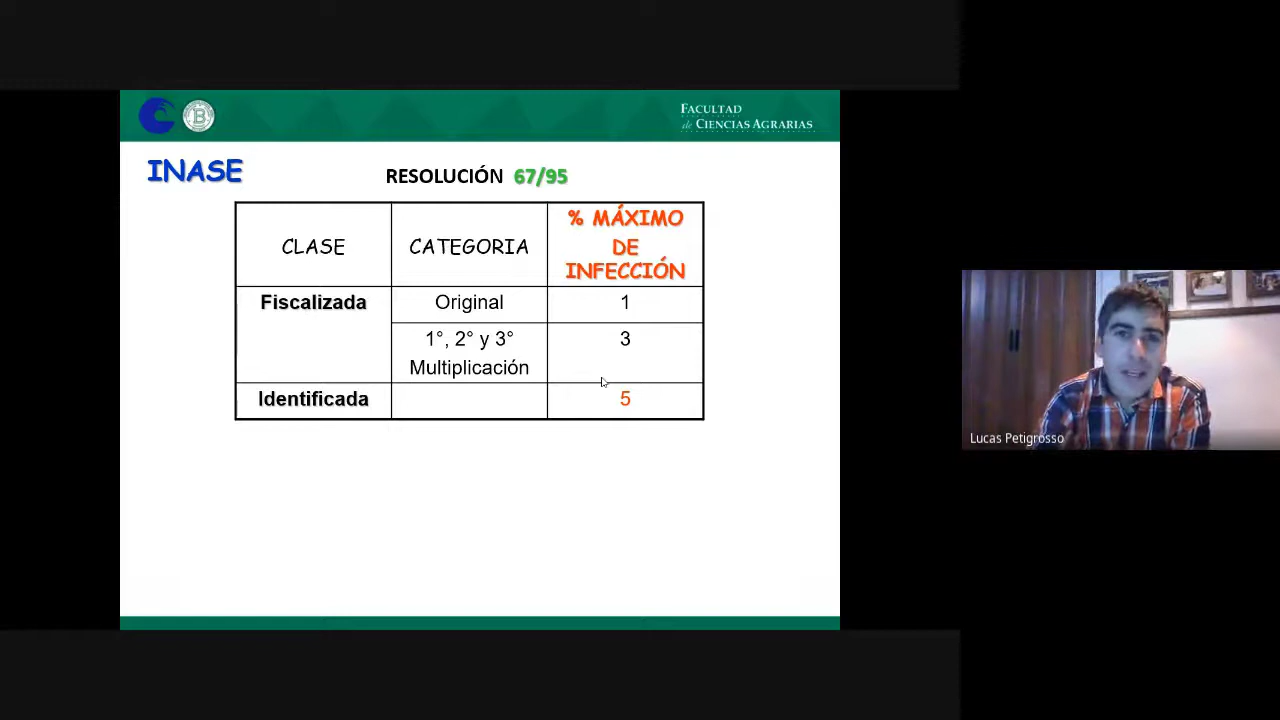 FACULTAD
de CIENCIAS AGRARIAS
INASE
RESOLUCIÓN 67/95
CLASE
CATEGORIA
% MÁXIMO
DE
INFECCIÓN
Fiscalizada
Original
1
1°, 2° y 3°
Multiplicación
3
Identificada
5
Lucas Petigrosso